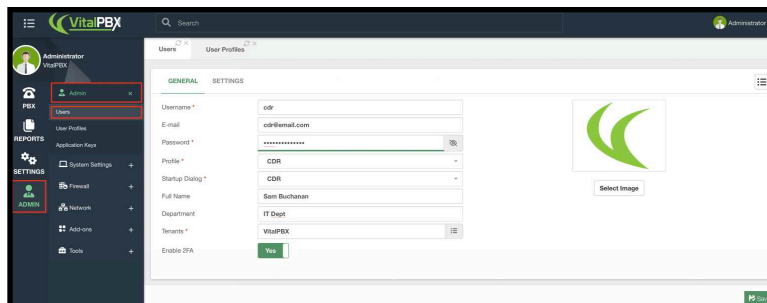 VitalPBX
Search
Administrator
Administrator
VitalPBX
Users
User Profiles
PBX
REPORTS
SETTINGS
ADMIN
Admin
Users
User Profiles
Application Keys
System Settings
Firewall
Network
Add-ons
Tools
GENERAL SETTINGS
Username * cdr
E-mail cdr@email.com
Password * ••••••••••••••
Profile * CDR
Startup Dialog * CDR
Full Name Sam Buchanan
Department IT Dept
Tenants * VitalPBX
Enable 2FA Yes
Select Image